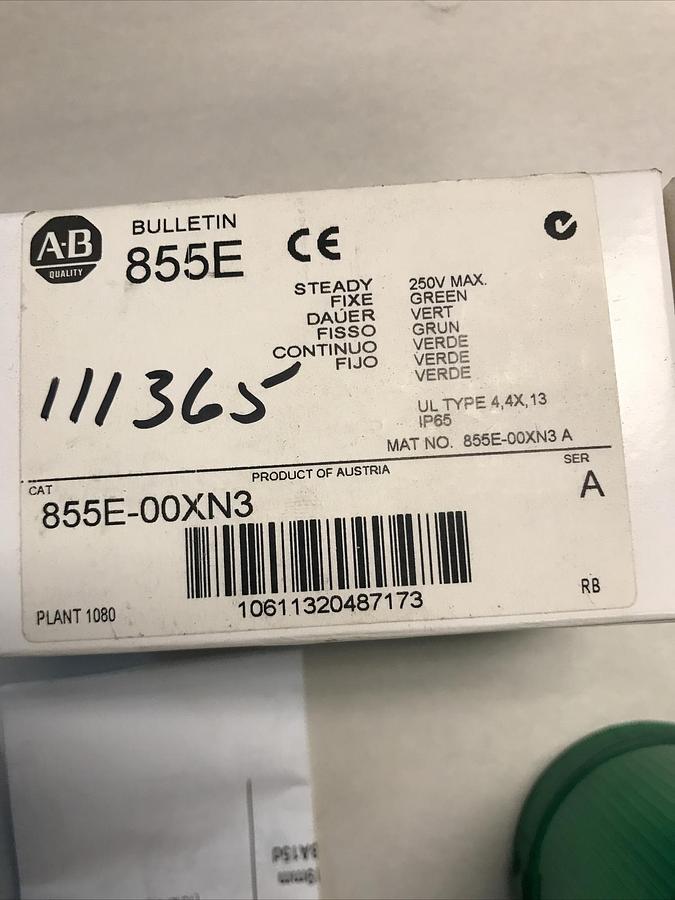 A-B
QUALITY
BULLETIN
855E
CE
STEADY 250V MAX.
FIXE GREEN
DAUER VERT
FISSO GRUN
CONTINUO VERDE
FIJO VERDE
VERDE
111365
UL TYPE 4,4X,13
IP65
MAT NO. 855E-00XN3 A
PRODUCT OF AUSTRIA
SER
CAT
A
855E-00XN3
10611320487173
PLANT 1080
RB
BA15d